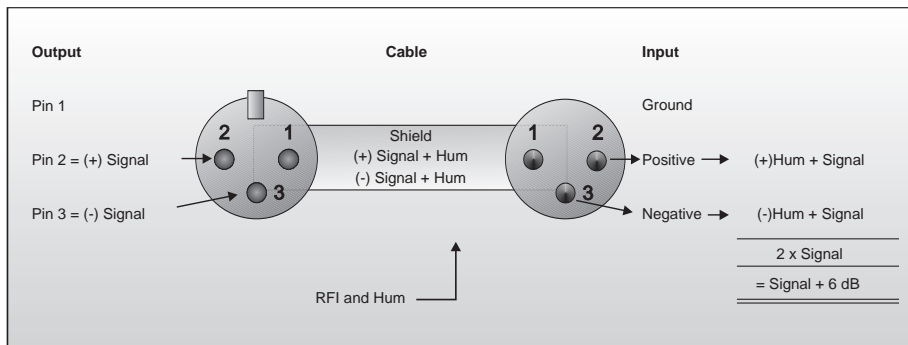 Output Cable Input
Pin 1 Ground
2 1 1 2
Shield
Pin 2 = (+) Signal (+) Signal + Hum Positive (+)Hum + Signal
(-) Signal + Hum
3 3
Pin 3 = (-) Signal Negative (-)Hum + Signal
2 x Signal
= Signal + 6 dB
RFI and Hum